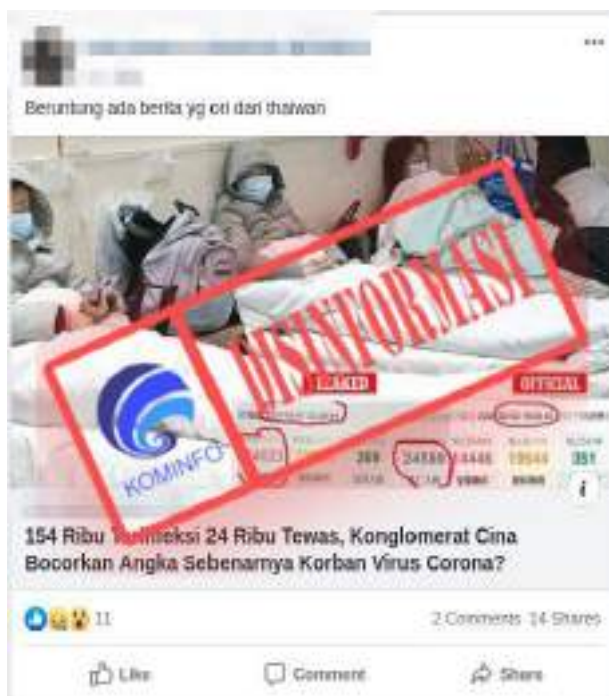 Beruntung ada berita yg ori dari thaiwan
DISINFORMASI
KOMINFO
LEAKED
OFFICIAL
24589
154 Ribu Terinfeksi 24 Ribu Tewas, Konglomerat Cina
Bocorkan Angka Sebenarnya Korban Virus Corona?
11
2 Comments 14 Shares
Like
Comment
Share